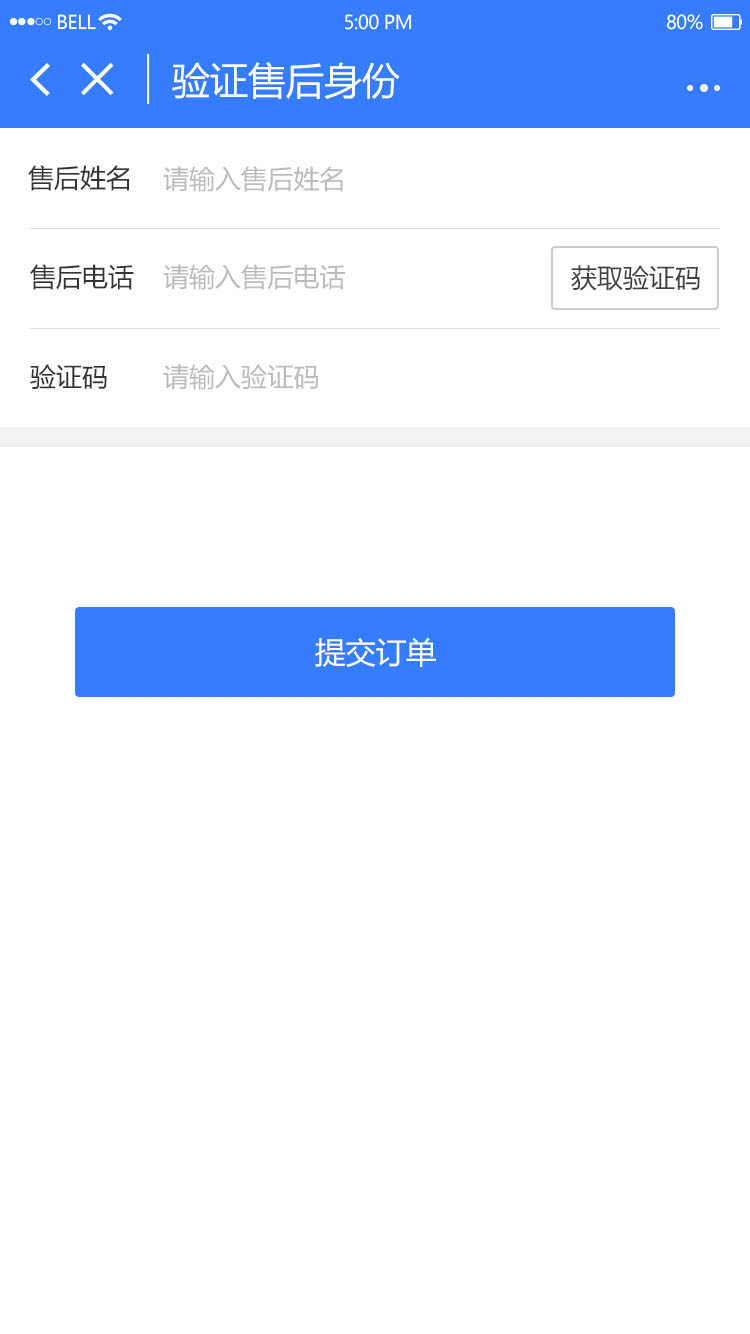 BELL 5:00 PM 80%
验证售后身份
售后姓名 请输入售后姓名
售后电话 请输入售后电话 获取验证码
验证码 请输入验证码
提交订单